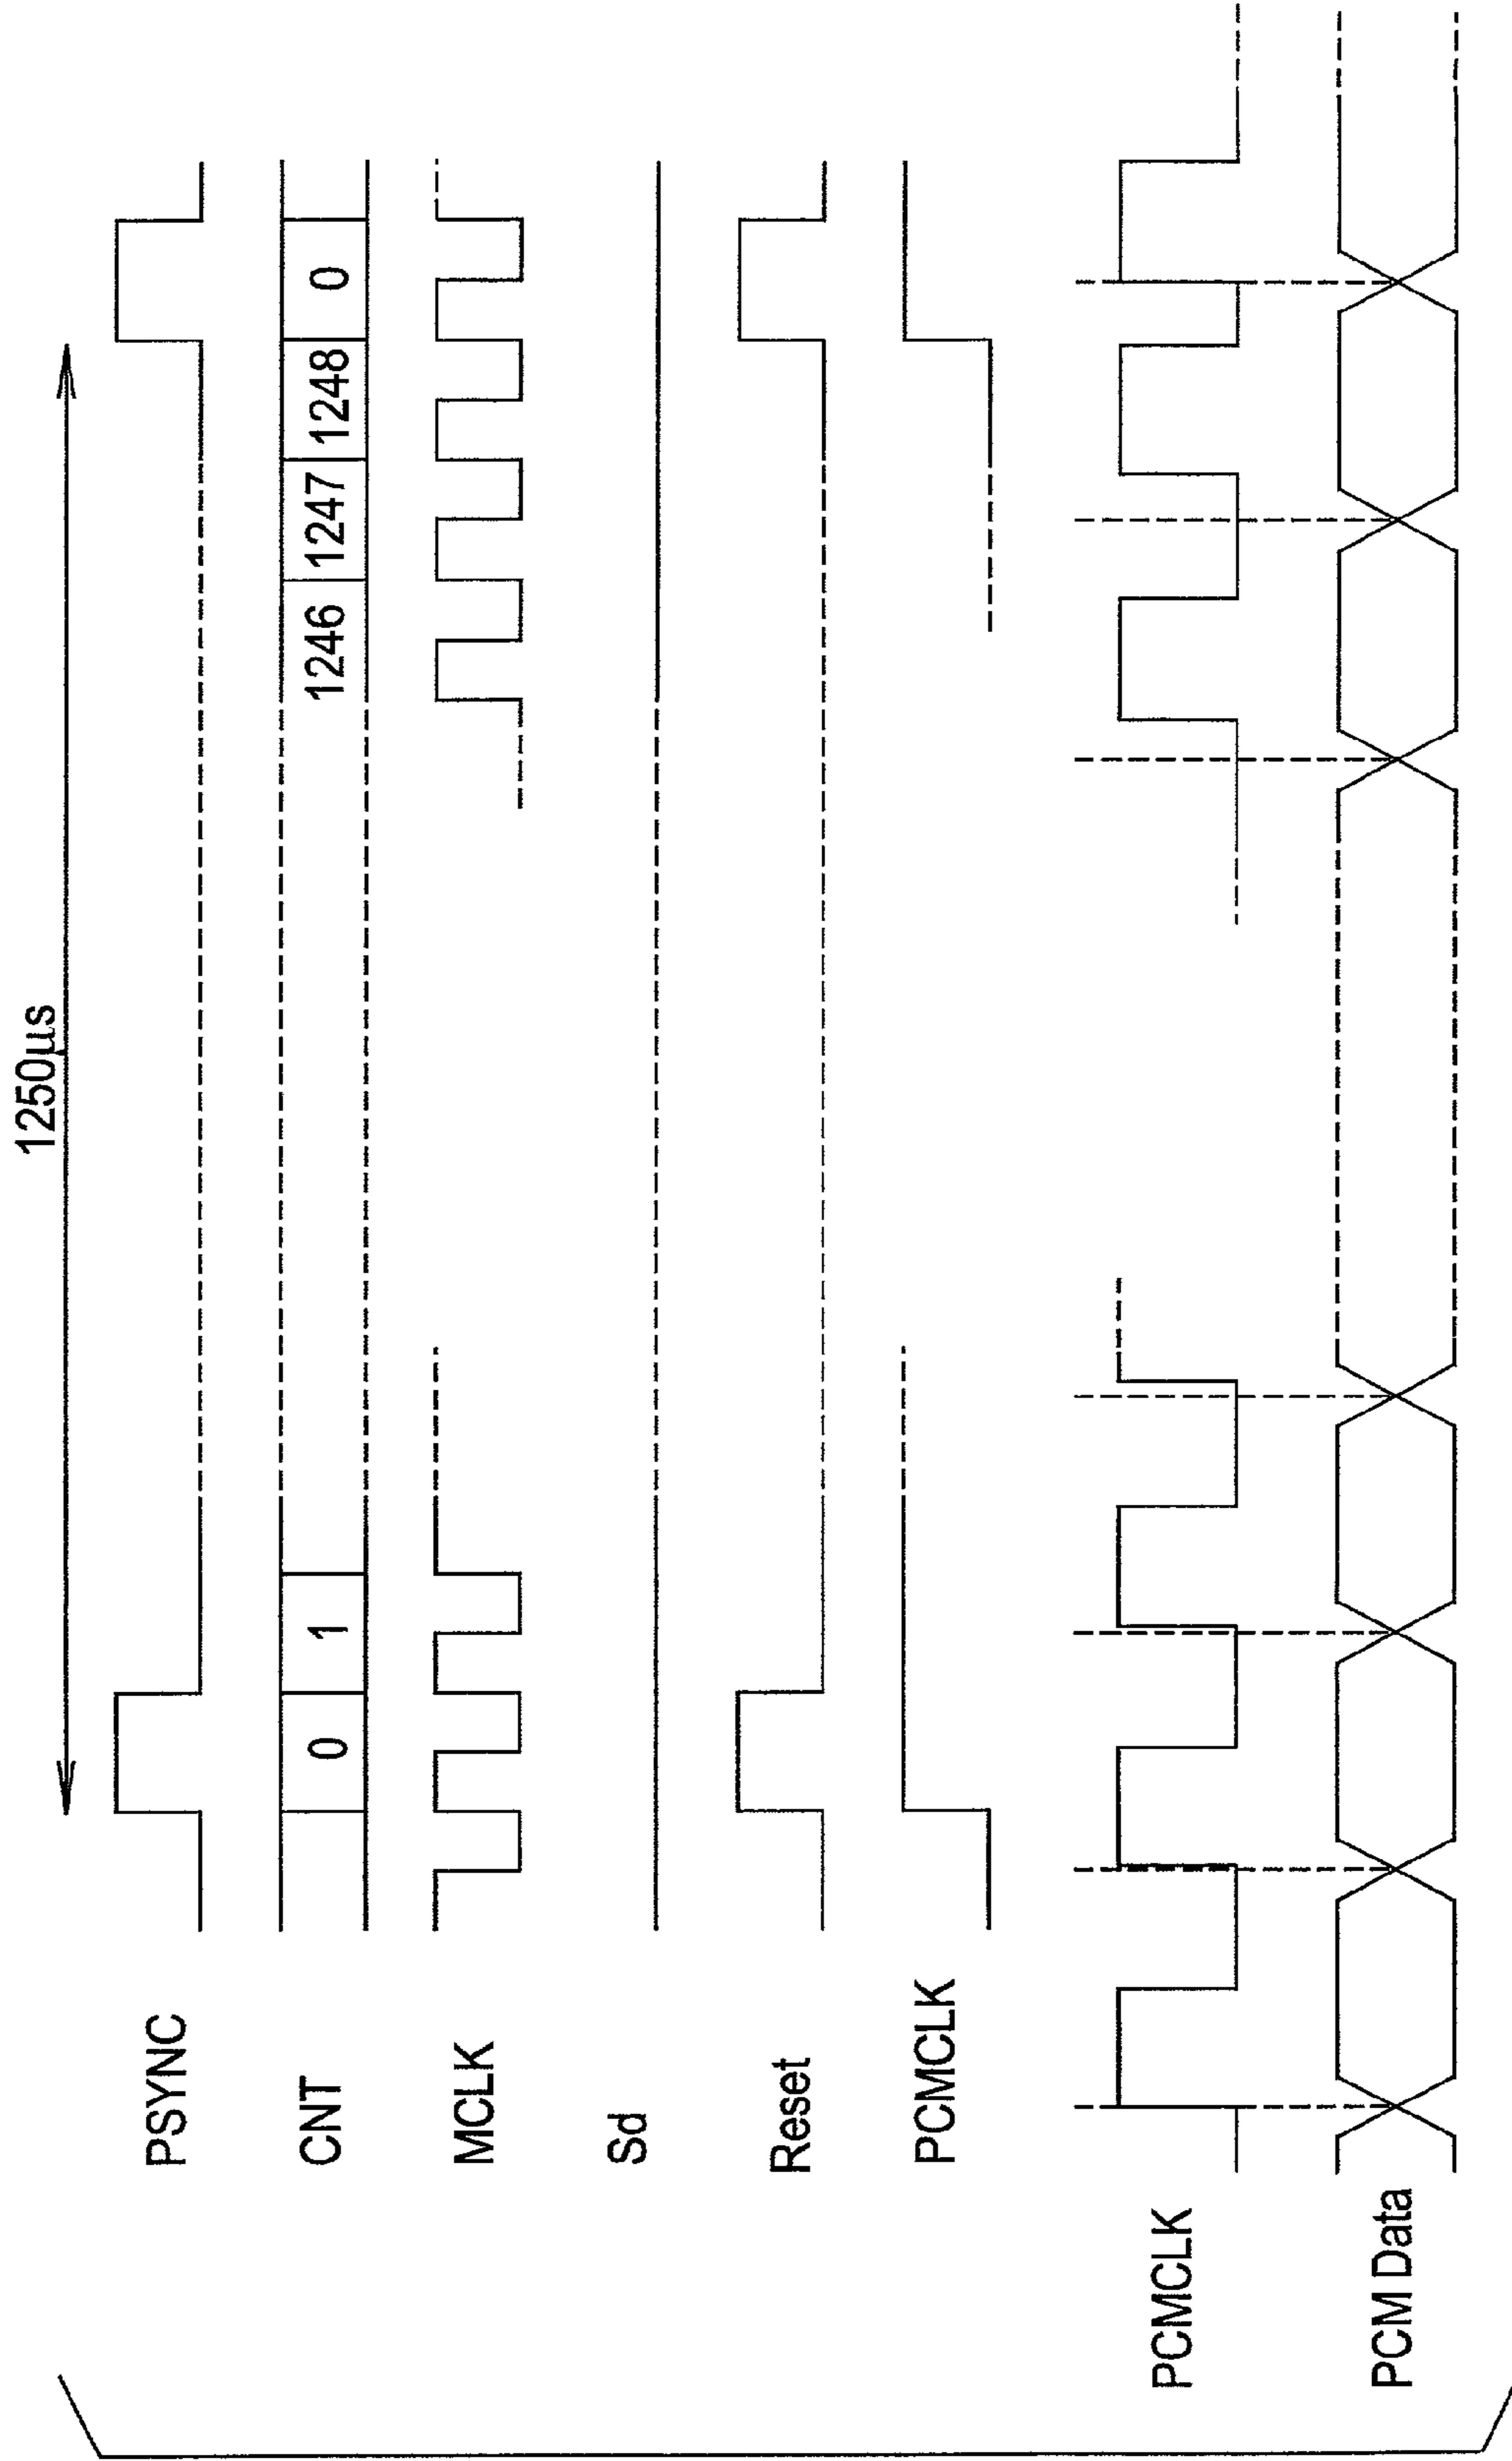 1250µs
PSYNC
CNT 0 1 1246 1247 1248 0
MCLK
Sd
Reset
PCMCLK
PCMCLK
PCM Data